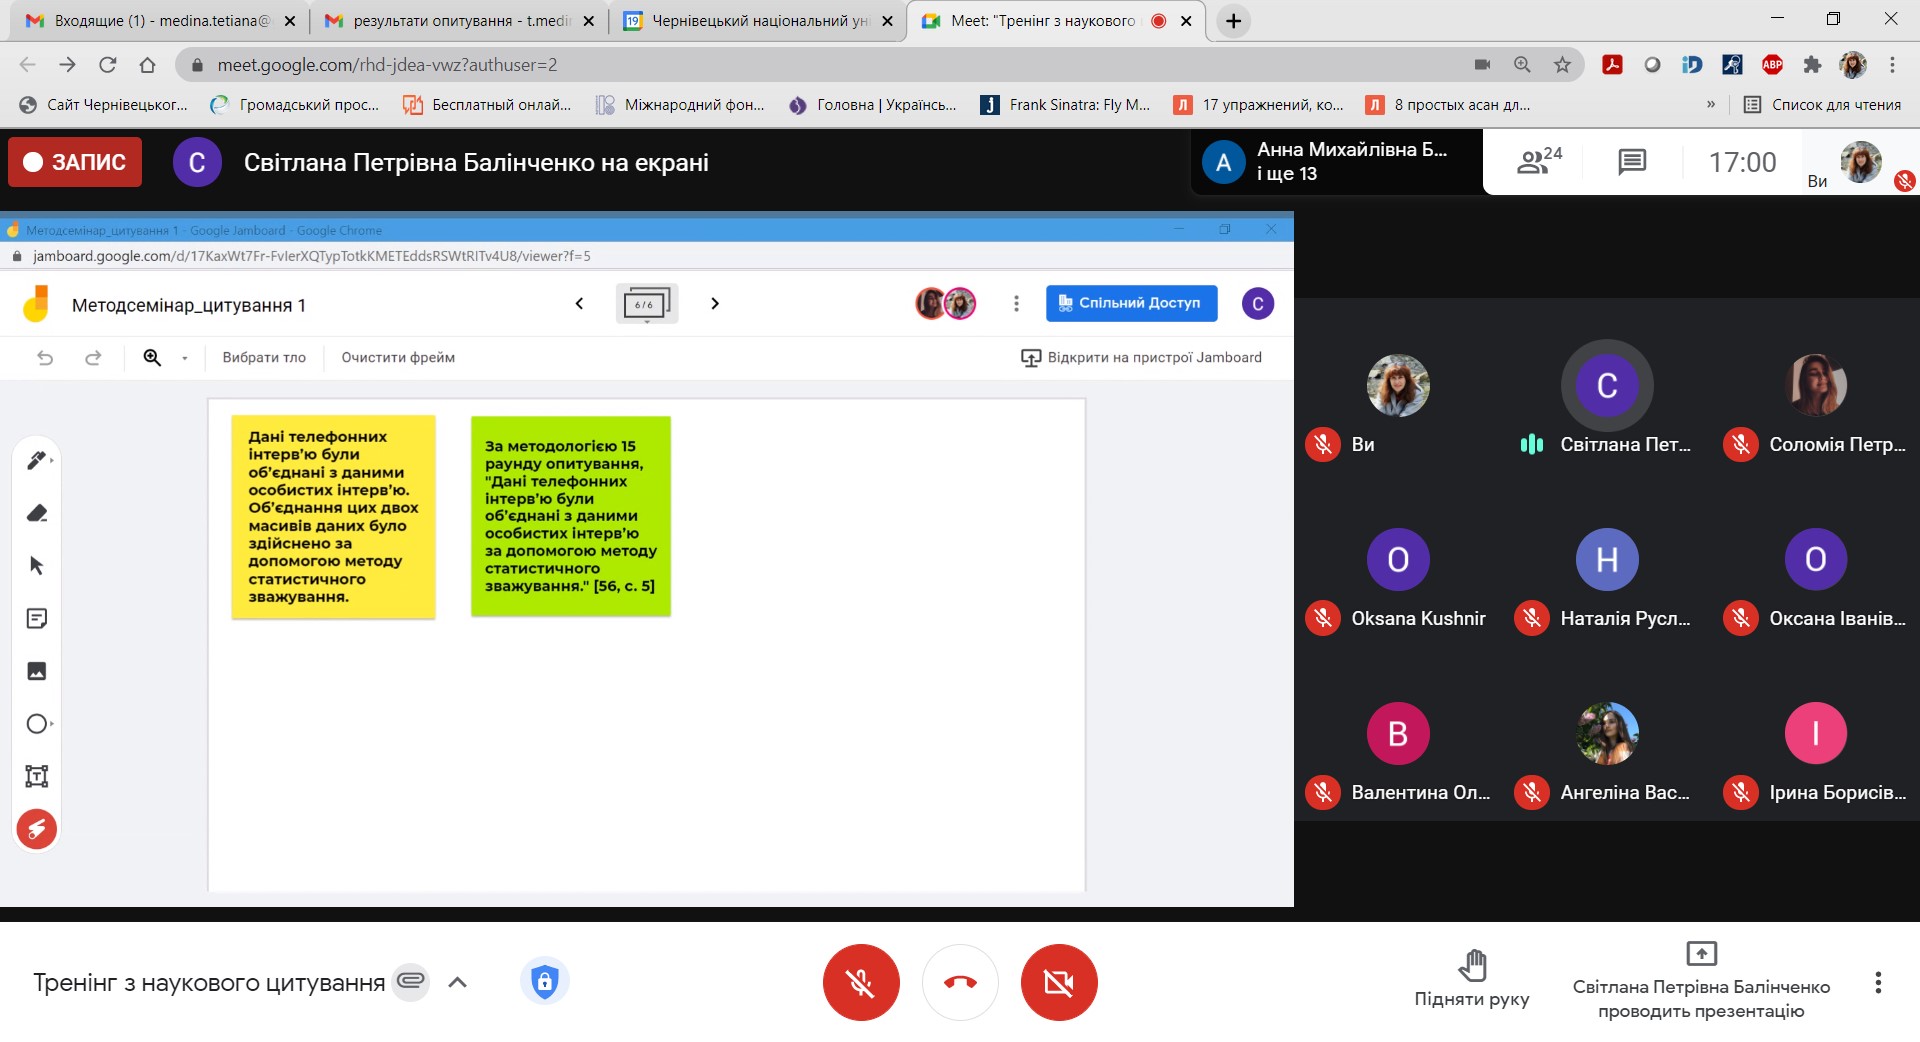 Входящие (1) - medina.tetiana@
результати опитування - t.medi
19
Чернівецький національний уні
Meet: "Тренінг з наукового
meet.google.com/rhd-jdea-vwz?authuser=2
ABP
Сайт Чернівецьког...
Громадський прос...
Бесплатный онлай...
Міжнародний фон...
Головна | Українсь...
Frank Sinatra: Fly M...
17 упражнений, ко...
8 простых асан дл...
»
Список для чтения
ЗАПИС
С
Світлана Петрівна Балінченко на екрані
А
Анна Михайлівна Б...
і ще 13
24
17:00
Ви
Методсемінар_цитування 1 - Google Jamboard - Google Chrome
jamboard.google.com/d/17KaxWt7Fr-FvIerXQTypTotkKMETEddsRSWtRITv4U8/viewer?f=5
Методсемінар_цитування 1
6 / 6
Спільний Доступ
С
Вибрати тло
Очистити фрейм
Відкрити на пристрої Jamboard
Дані телефонних
інтерв’ю були
об’єднані з даними
особистих інтерв’ю.
Об’єднання цих двох
масивів даних було
здійснено за
допомогою методу
статистичного
зважування.
За методологією 15
раунду опитування,
"Дані телефонних
інтерв’ю були
об’єднані з даними
особистих інтерв’ю
за допомогою методу
статистичного
зважування." [56, с. 5]
Ви
С
Світлана Пет...
Соломія Петр...
O
Oksana Kushnir
Н
Наталія Русл...
О
Оксана Іванів...
В
Валентина Ол...
Ангеліна Вас...
І
Ірина Борисів...
Тренінг з наукового цитування
Підняти руку
Світлана Петрівна Балінченко
проводить презентацію